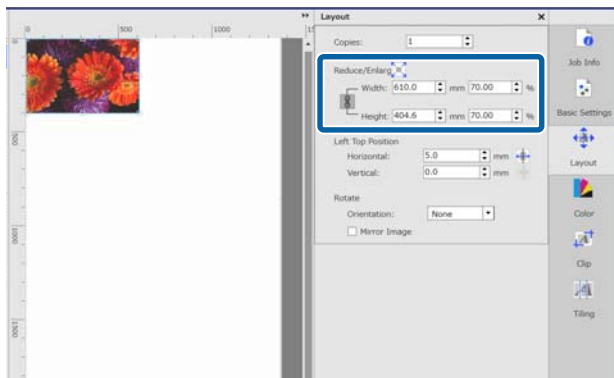 Layout
0
500
1000
Copies: 1
Reduce/Enlarg
Width: 610.0 mm 70.00 %
Height: 404.6 mm 70.00 %
Left Top Position
Horizontal: 5.0 mm
Vertical: 0.0 mm
Rotate
Orientation: None
Mirror Image
Job Info
Basic Settings
Layout
Color
Clip
Tiling
0
500
1000
1500